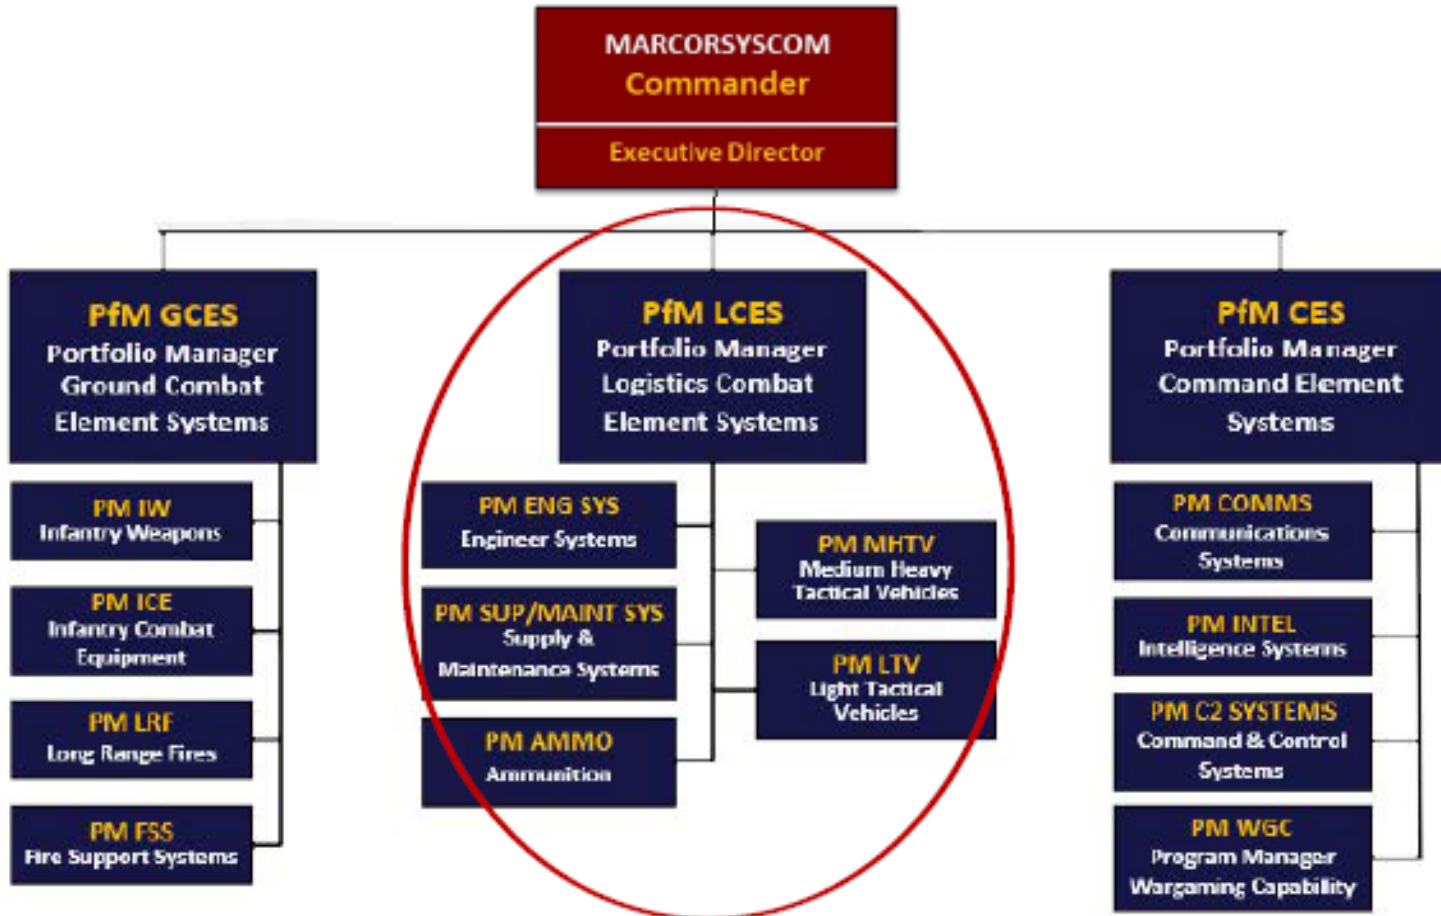 MARCORSYSCOM
Commander
Executive Director
PfM GCES
Portfolio Manager
Ground Combat
Element Systems
PM IW
Infantry Weapons
PM ICE
Infantry Combat
Equipment
PM LRF
Long Range Fires
PM FSS
Fire Support Systems
PfM LCES
Portfolio Manager
Logistics Combat
Element Systems
PM ENG SYS
Engineer Systems
PM SUP/MAINT SYS
Supply &
Maintenance Systems
PM AMMO
Ammunition
PM MHTV
Medium Heavy
Tactical Vehicles
PM LTV
Light Tactical
Vehicles
PfM CES
Portfolio Manager
Command Element
Systems
PM COMMS
Communications
Systems
PM INTEL
Intelligence Systems
PM C2 SYSTEMS
Command & Control
Systems
PM WGC
Program Manager
Wargaming Capability